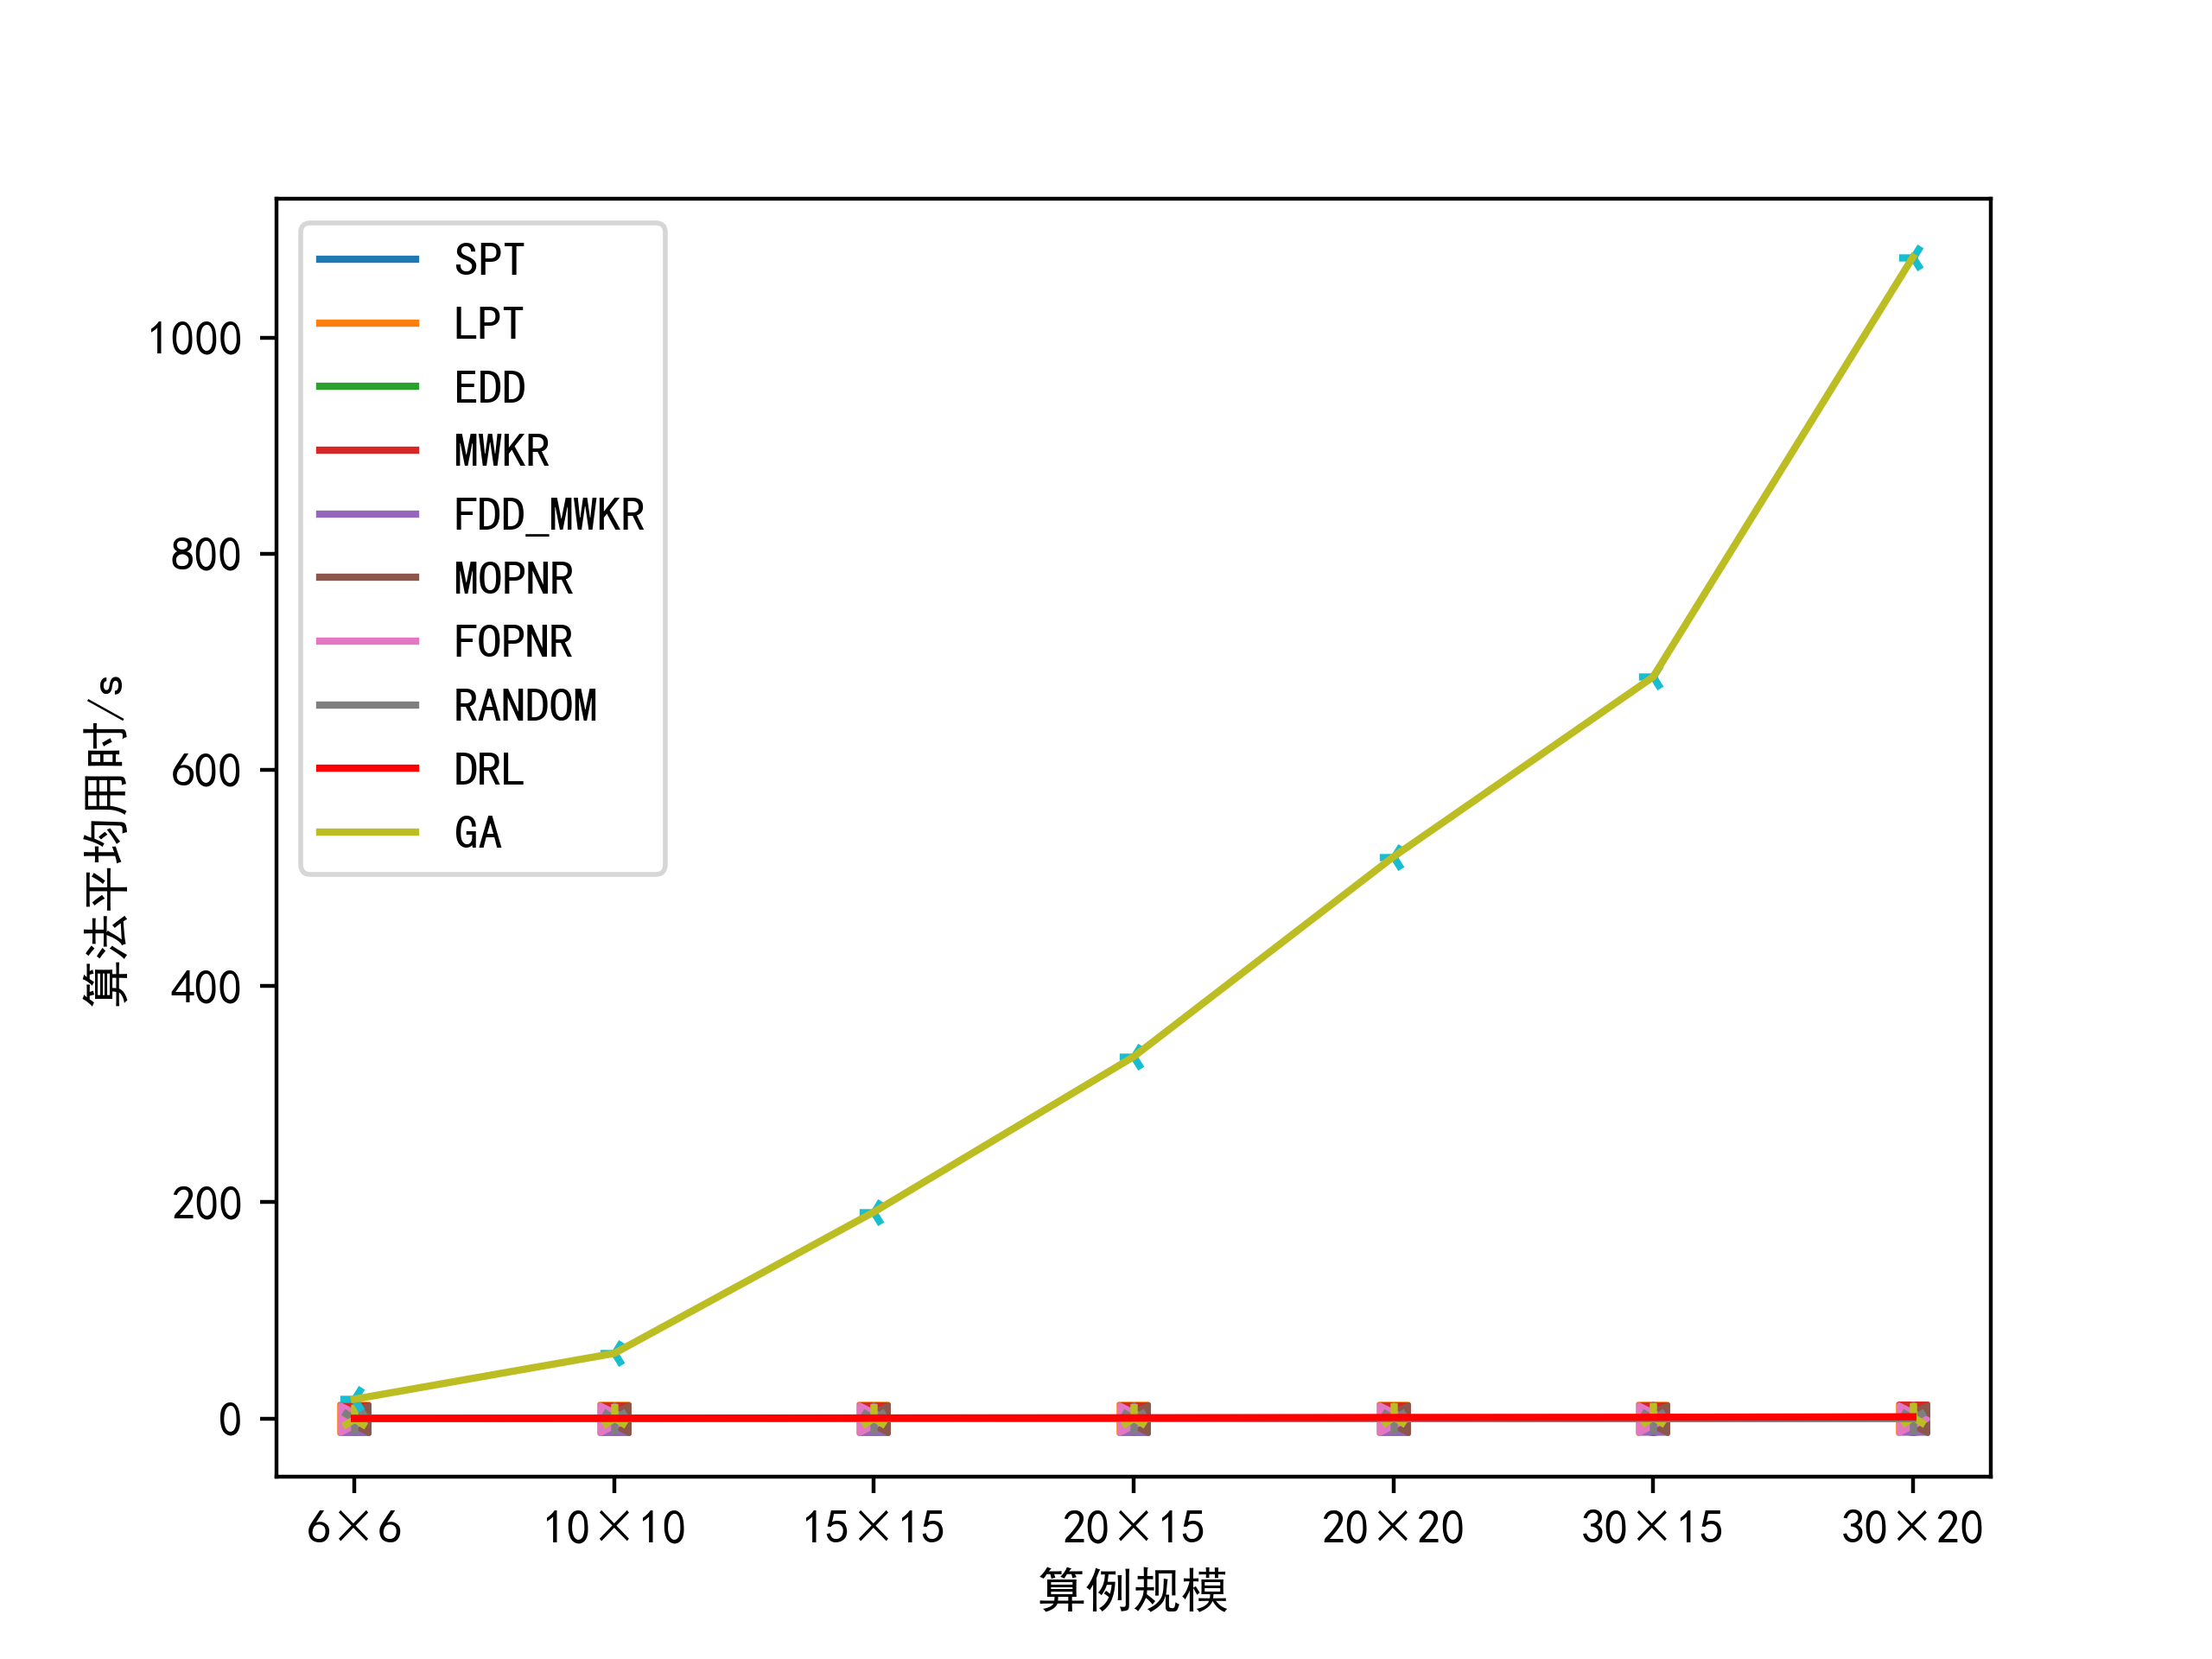 SPT
LPT
EDD
MWKR
FDD_MWKR
MOPNR
FOPNR
RANDOM
DRL
GA
1000
800
600
400
200
0
算法平均用时/s
6×6 10×10 15×15 20×15 20×20 30×15 30×20
算例规模